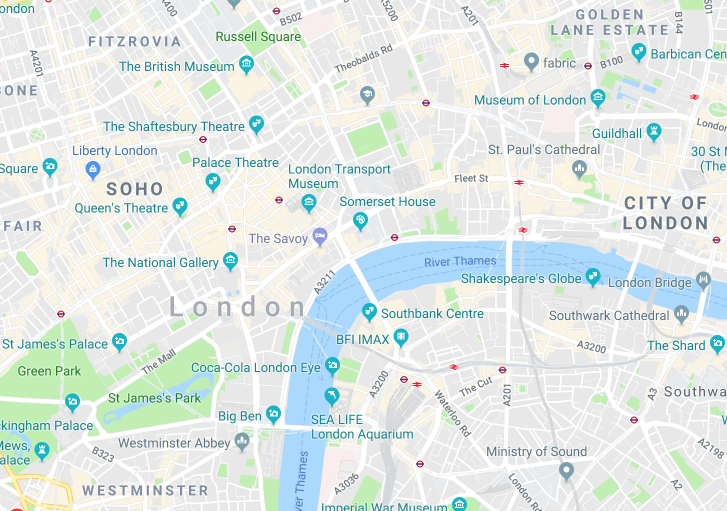 ondon
B502
A5200
GOLDEN
LANE ESTATE
B144
FITZROVIA
Russell Square
A4201
The British Museum
Theobalds Rd
fabric
B100
Barbican Cen
ONE
Museum of London
London
The Shaftesbury Theatre
Guildhall
Liberty London
St. Paul's Cathedral
30 St M
(The
Square
Palace Theatre
London Transport
Museum
Fleet St
SOHO
Queen's Theatre
Somerset House
CITY OF
LONDON
FAIR
The Savoy
The National Gallery
River Thames
A3211
Shakespeare's Globe
London Bridge
London
Southbank Centre
Southwark Cathedral
St James's Palace
BFI IMAX
A3200
The Shard
The Mall
Green Park
Coca-Cola London Eye
A3200
The Cut
A201
A3
Southwa
St James's Park
ckingham Palace
Big Ben
SEA LIFE
London Aquarium
Waterloo Rd
Mews,
alace
Westminster Abbey
B323
Ministry of Sound
A2198
ver Thames
WESTMINSTER
A3036
London Rd
Imperial War Museum